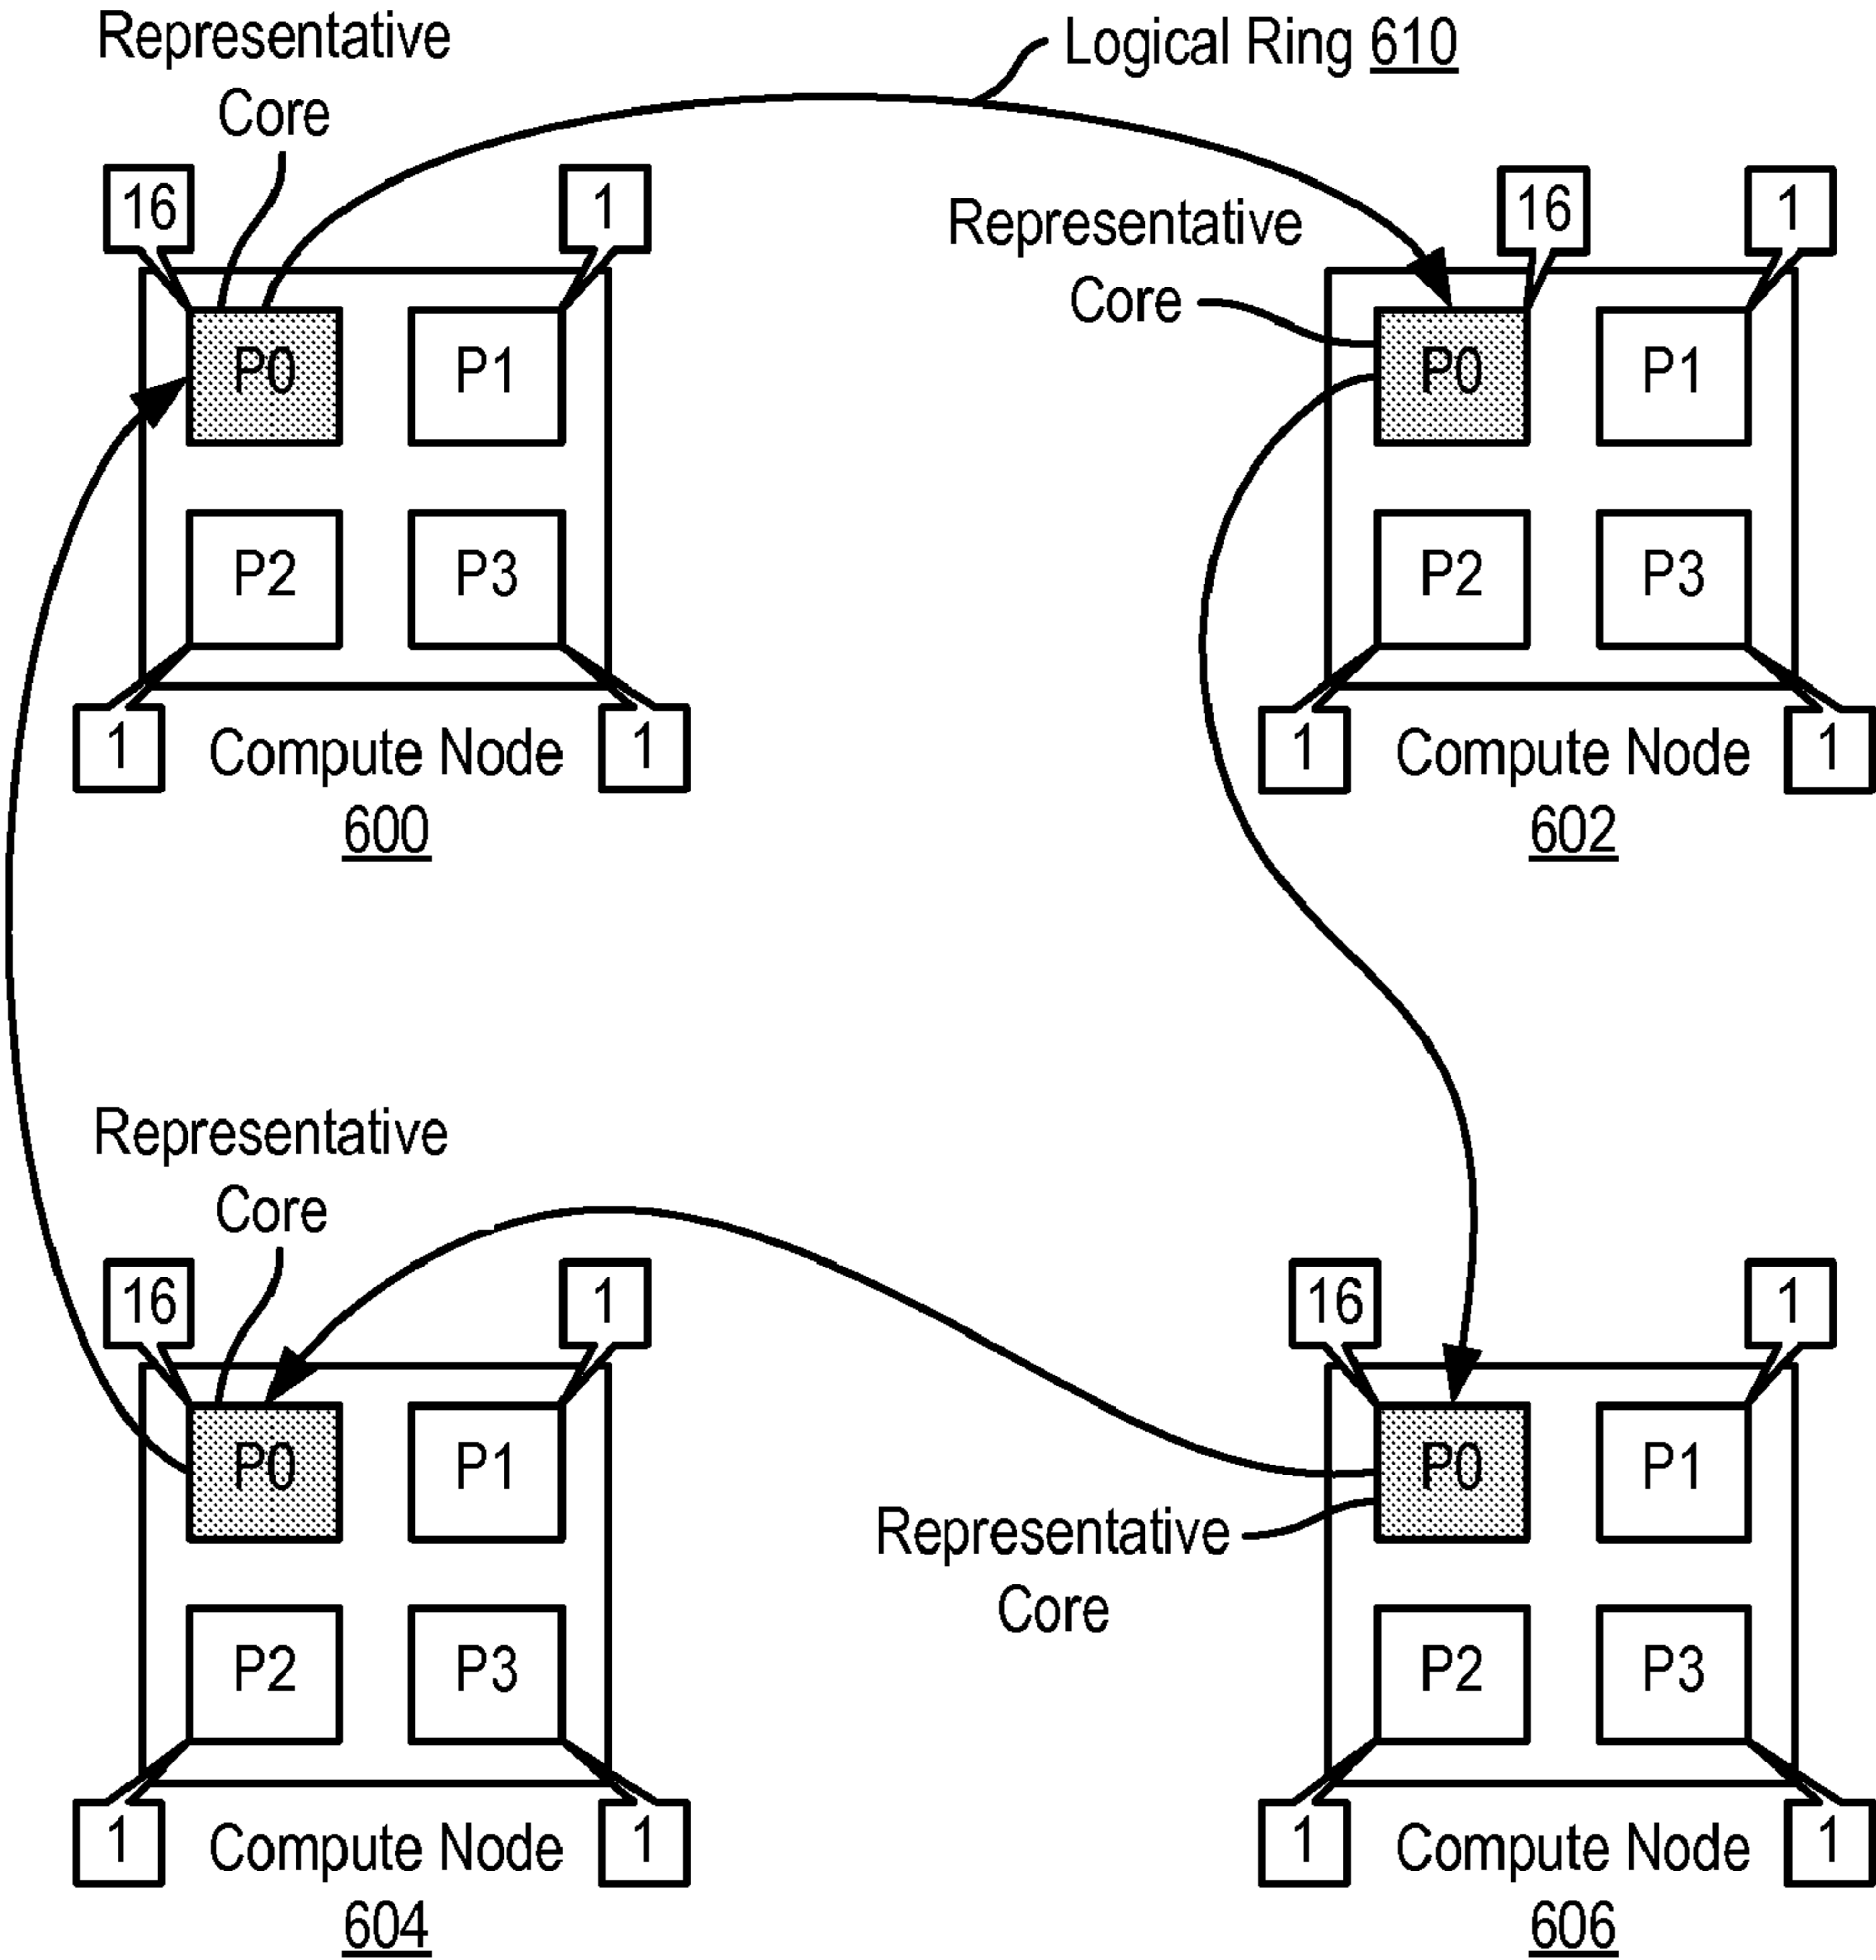 Representative
Core
Logical Ring 610
16
1
Representative
Core
16
1
P0
P1
P0
P1
P2
P3
P2
P3
1
Compute Node
600
1
1
Compute Node
602
1
Representative
Core
16
1
16
1
P0
P1
P0
P1
Representative
Core
P2
P3
P2
P3
1
Compute Node
604
1
1
Compute Node
606
1